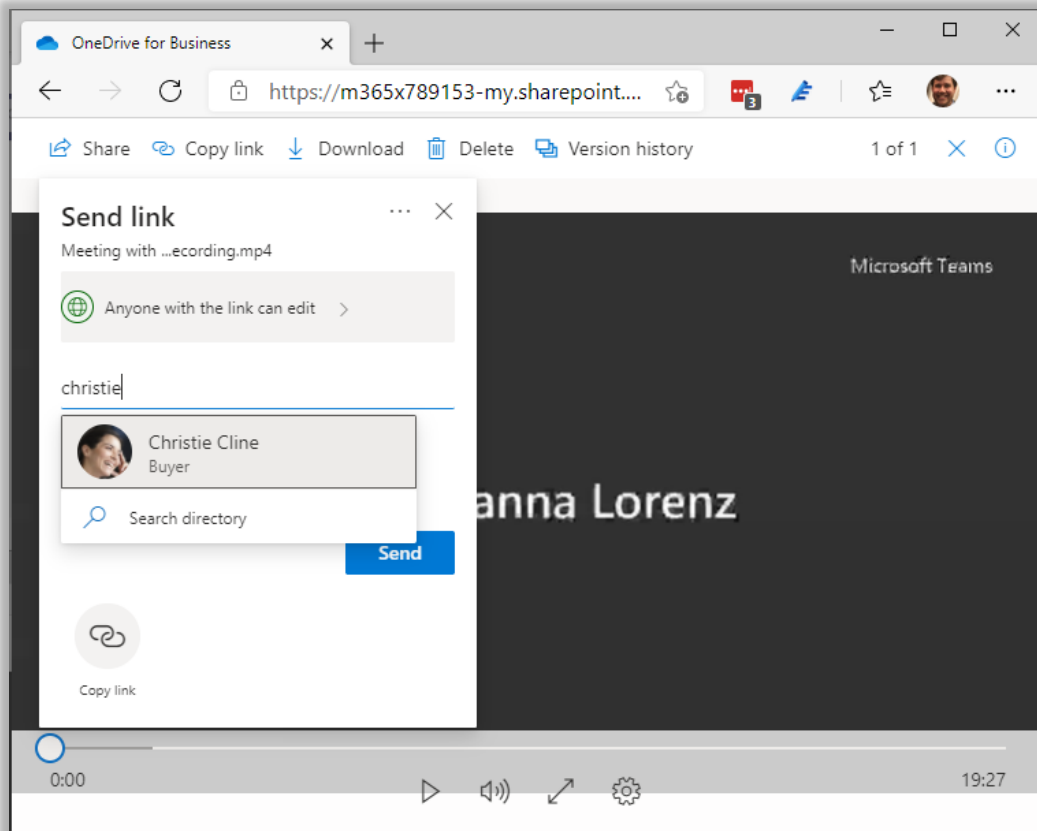 OneDrive for Business
https://m365x789153-my.sharepoint....
3
Share Copy link Download Delete Version history 1 of 1
Send link
Meeting with ...ecording.mp4
Microsoft Teams
Anyone with the link can edit
christie
Christie Cline
Buyer
Search directory
anna Lorenz
Send
Copy link
0:00
19:27